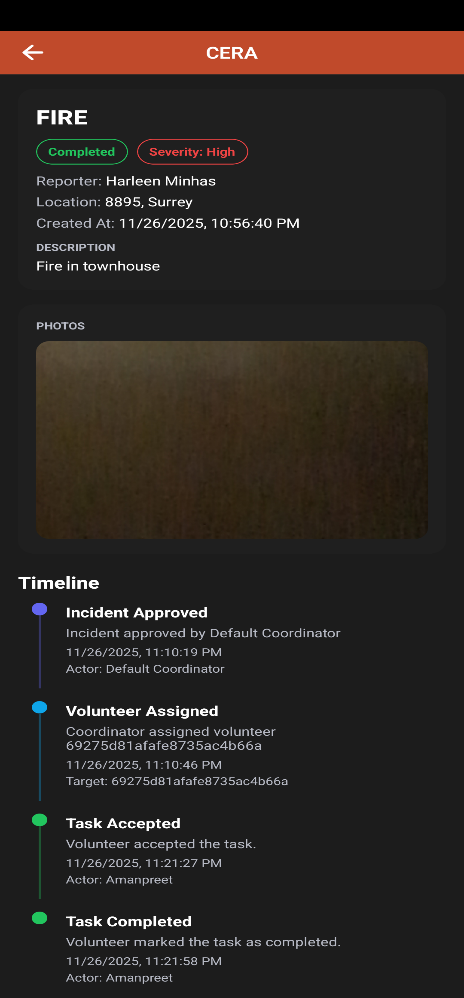 CERA
FIRE
Completed
Severity: High
Reporter: Harleen Minhas
Location: 8895, Surrey
Created At: 11/26/2025, 10:56:40 PM
DESCRIPTION
Fire in townhouse
PHOTOS
Timeline
Incident Approved
Incident approved by Default Coordinator
11/26/2025, 11:10:19 PM
Actor: Default Coordinator
Volunteer Assigned
Coordinator assigned volunteer
69275d81afafe8735ac4b66a
11/26/2025, 11:10:46 PM
Target: 69275d81afafe8735ac4b66a
Task Accepted
Volunteer accepted the task.
11/26/2025, 11:21:27 PM
Actor: Amanpreet
Task Completed
Volunteer marked the task as completed.
11/26/2025, 11:21:58 PM
Actor: Amanpreet